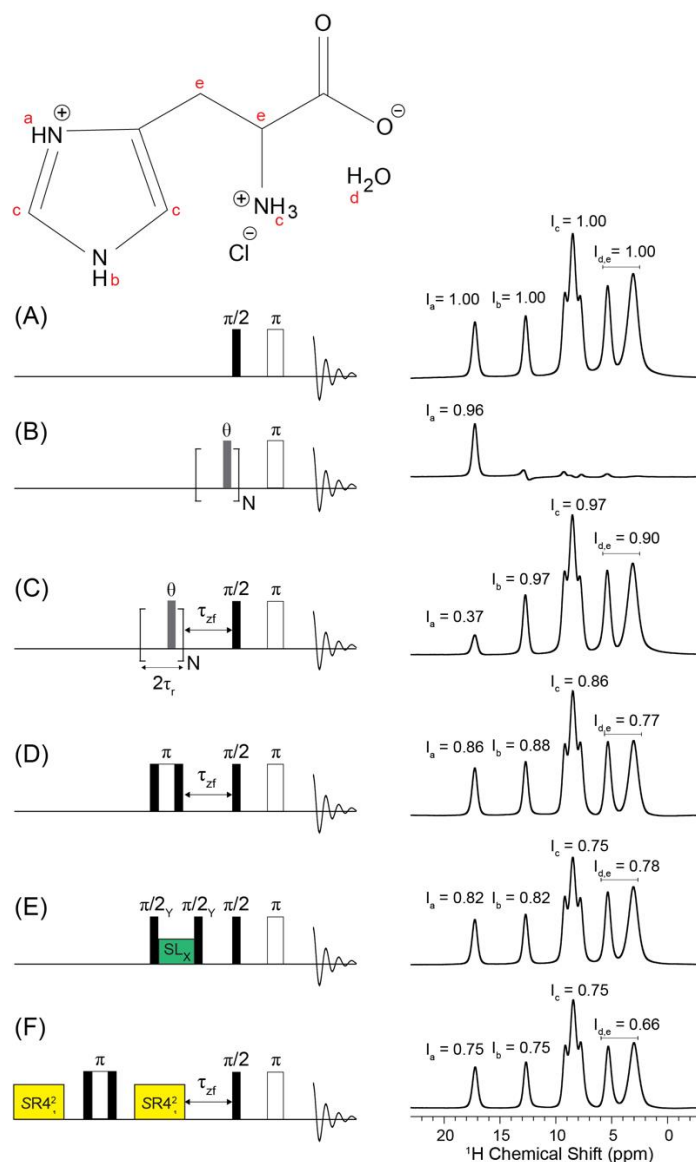 O
e
a
HN
⊕
e
O
⊖
c
c
⊕
NH3
c
H2O
d
N
H
b
Cl
⊖
(A)
π/2
π
Ia= 1.00
Ib= 1.00
Ic = 1.00
Id,e= 1.00
(B)
θ
π
N
Ia = 0.96
(C)
θ
τzf
π/2
π
N
2τr
Ia = 0.37
Ib = 0.97
Ic = 0.97
Id,e = 0.90
(D)
π
τzf
π/2
π
Ia = 0.86
Ib = 0.88
Ic = 0.86
Id,e = 0.77
(E)
π/2Y
π/2Y
π/2
π
SLX
Ia = 0.82
Ib = 0.82
Ic = 0.75
Id,e = 0.78
(F)
SR4²₁
π
SR4²₁
τzf
π/2
π
Ia = 0.75
Ib = 0.75
Ic = 0.75
Id,e = 0.66
20
15
10
5
0
¹H Chemical Shift (ppm)